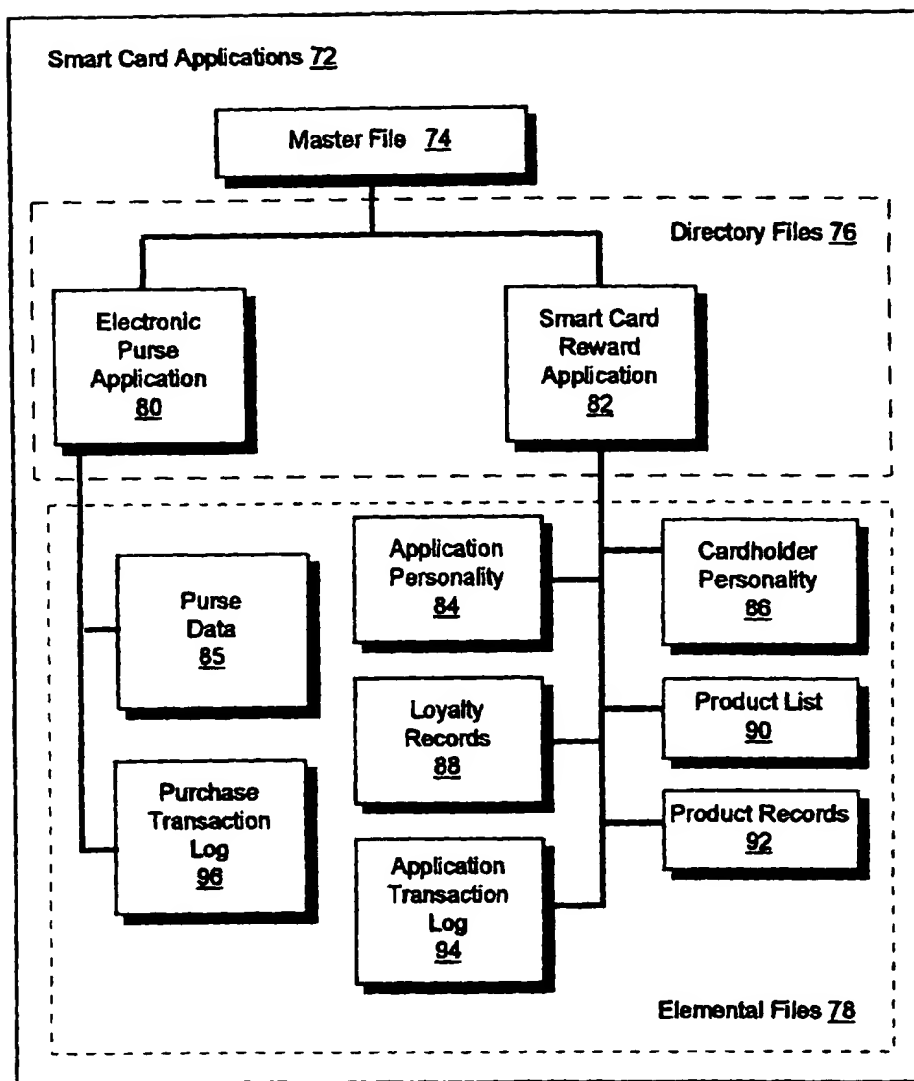 Smart Card Applications 72
Master File 74
Directory Files 76
Electronic
Purse
Application
80
Smart Card
Reward
Application
82
Purse
Data
85
Application
Personality
84
Cardholder
Personality
86
Loyalty
Records
88
Product List
90
Purchase
Transaction
Log
96
Product Records
92
Application
Transaction
Log
94
Elemental Files 78